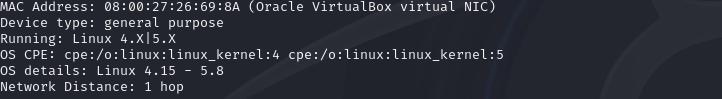 MAC Address: 08:00:27:26:69:8A (Oracle VirtualBox virtual NIC)
Device type: general purpose
Running: Linux 4.X|5.X
OS CPE: cpe:/o:linux:linux_kernel:4 cpe:/o:linux:linux_kernel:5
OS details: Linux 4.15 - 5.8
Network Distance: 1 hop